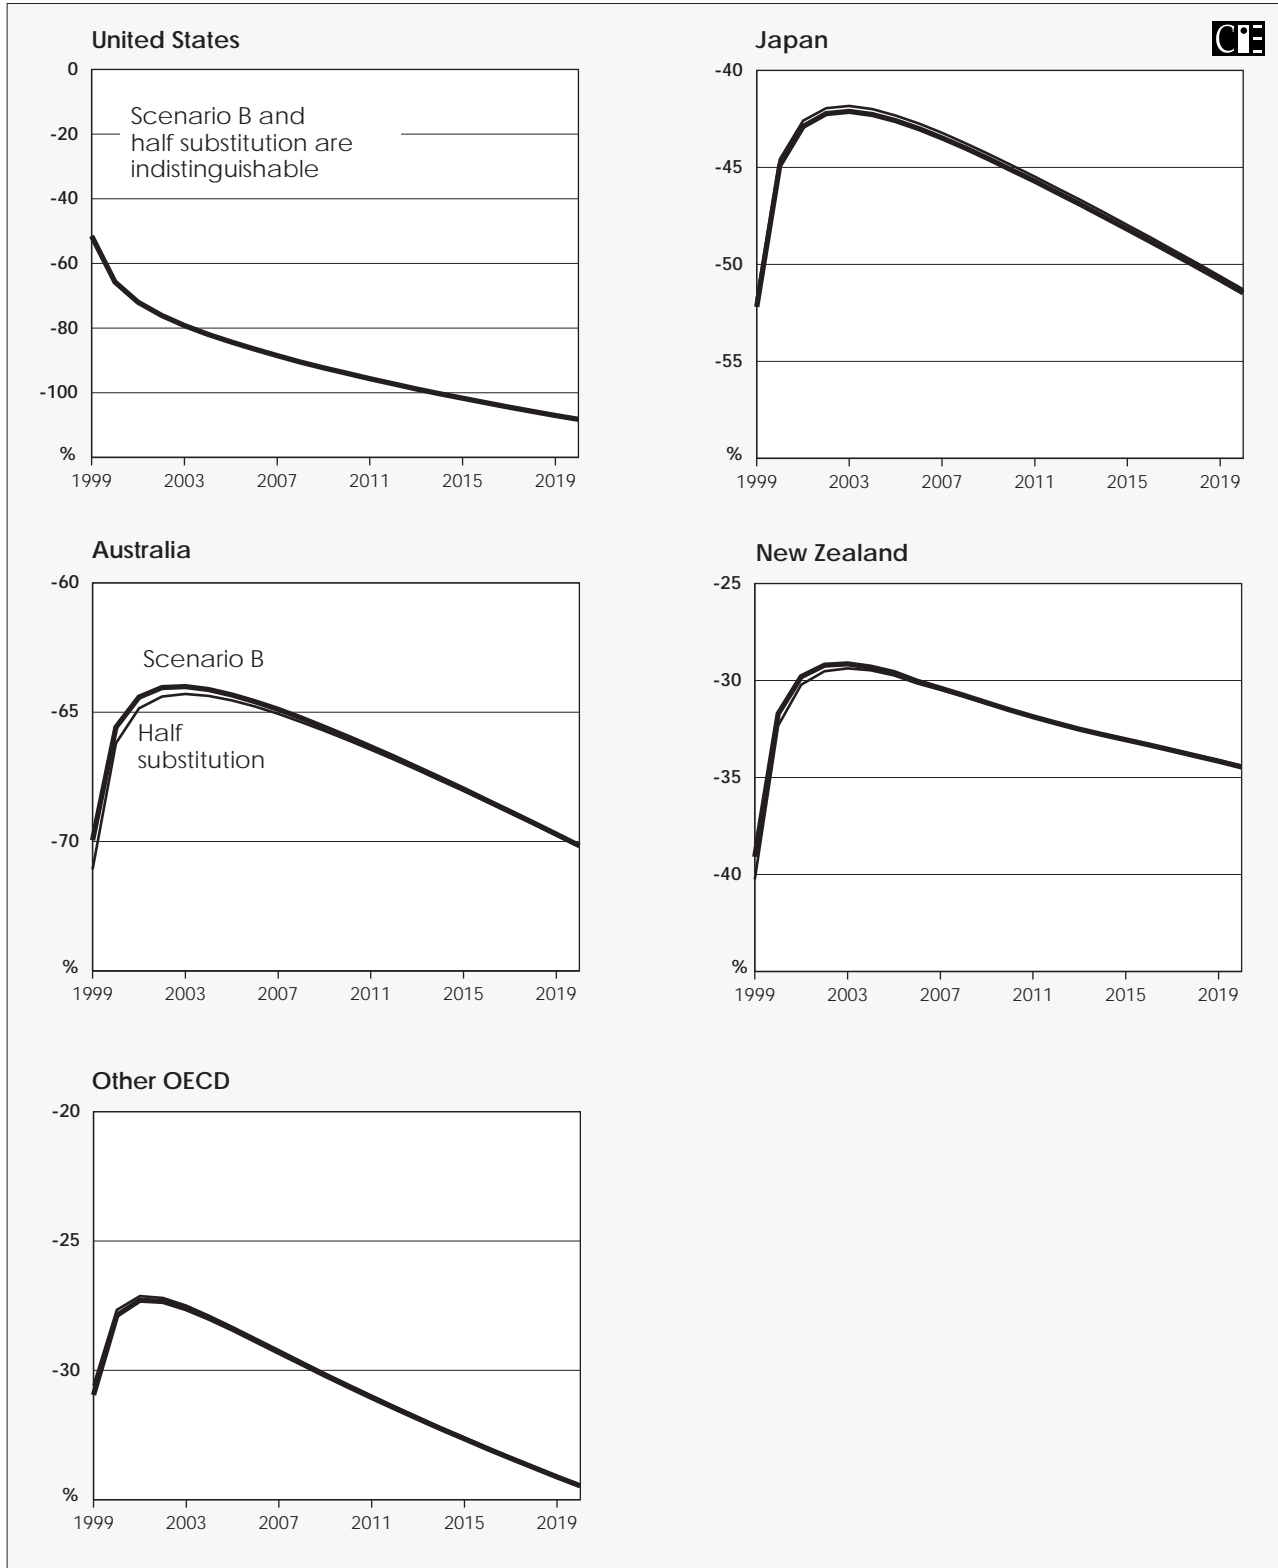 United States
0
-20
-40
-60
-80
-100
%
Scenario B and
half substitution are
indistinguishable
1999 2003 2007 2011 2015 2019
Japan
CIE
-40
-45
-50
-55
%
1999 2003 2007 2011 2015 2019
Australia
-60
-65
-70
%
Scenario B
Half
substitution
1999 2003 2007 2011 2015 2019
New Zealand
-25
-30
-35
-40
%
1999 2003 2007 2011 2015 2019
Other OECD
-20
-25
-30
%
1999 2003 2007 2011 2015 2019